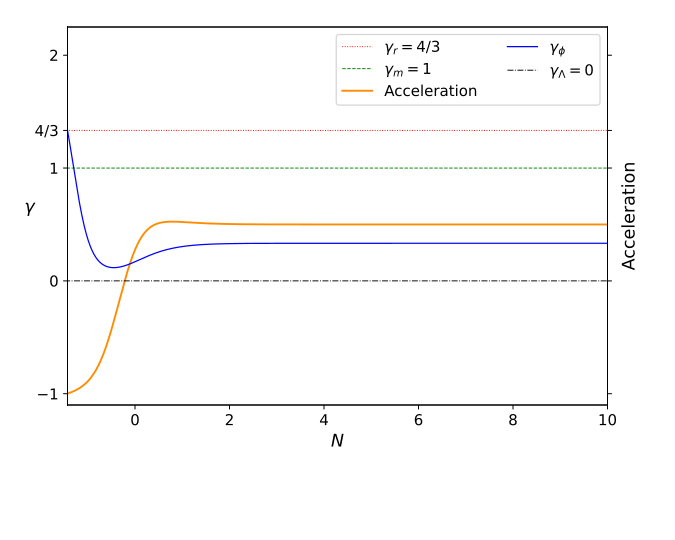 γ_r = 4/3
γ_m = 1
Acceleration
γ_ϕ
γ_Λ = 0
2
4/3
1
0
−1
γ
Acceleration
0 2 4 6 8 10
N